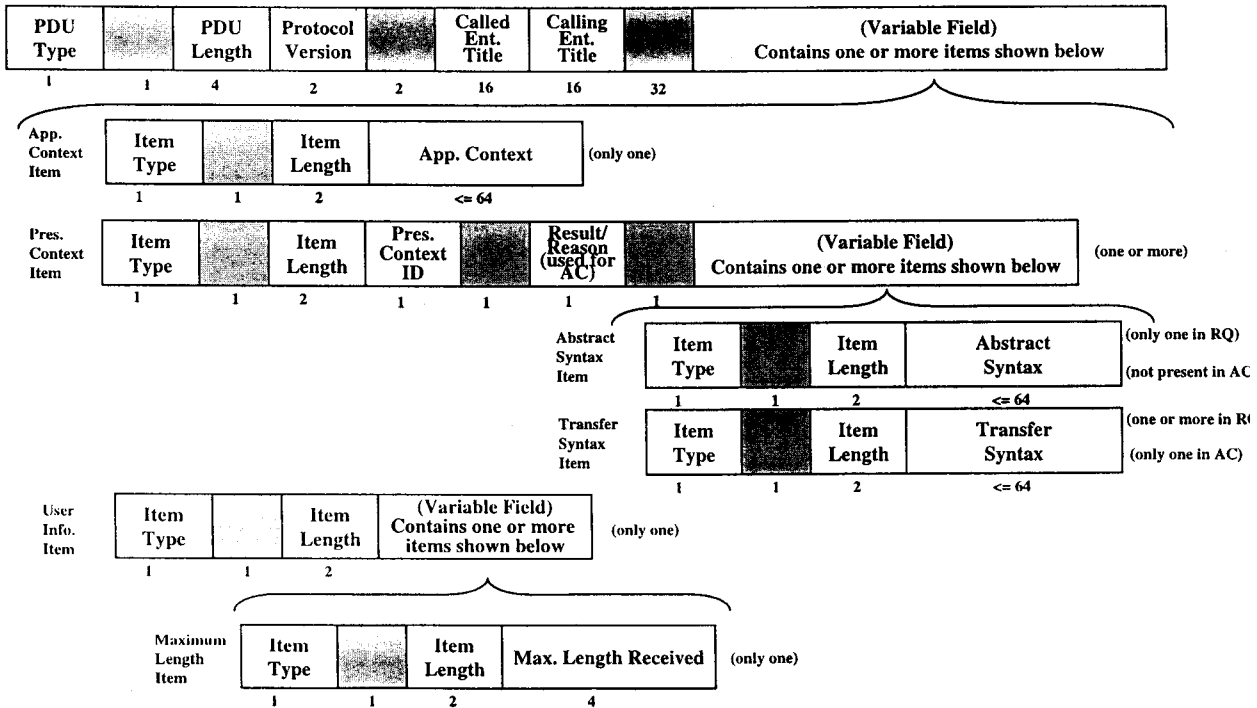 PDU Type
PDU Length
Protocol Version
Called Ent. Title
Calling Ent. Title
(Variable Field)
Contains one or more items shown below
1 1 4 2 2 16 16 32
App. Context Item
Item Type
Item Length
App. Context
(only one)
1 1 2 <= 64
Pres. Context Item
Item Type
Item Length
Pres. Context ID
Result/ Reason (used for AC)
(Variable Field)
Contains one or more items shown below
(one or more)
1 1 2 1 1 1 1
Abstract Syntax Item
Item Type
Item Length
Abstract Syntax
(only one in RQ)
(not present in AC
1 1 2 <= 64
Transfer Syntax Item
Item Type
Item Length
Transfer Syntax
(one or more in RQ
(only one in AC)
1 1 2 <= 64
User Info. Item
Item Type
Item Length
(Variable Field)
Contains one or more
items shown below
(only one)
1 1 2
Maximum Length Item
Item Type
Item Length
Max. Length Received
(only one)
1 1 2 4